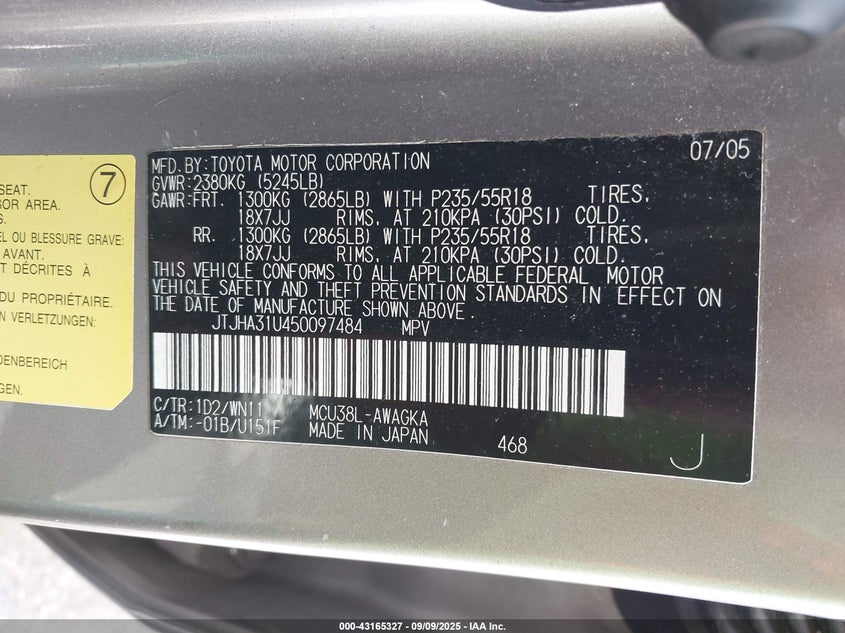 SEAT.
SOR AREA.
S.
EL OU BLESSURE GRAVE:
AVANT.
T DÉCRITES À
DU PROPRIÉTAIRE.
EN VERLETZUNGEN:
DENBEREICH
GEN.
7
MFD.BY:TOYOTA MOTOR CORPORATION 07/05
GVWR:2380KG (5245LB)
GAWR:FRT. 1300KG (2865LB) WITH P235/55R18 TIRES,
18X7JJ RIMS, AT 210KPA (30PSI) COLD.
RR. 1300KG (2865LB) WITH P235/55R18 TIRES,
18X7JJ RIMS, AT 210KPA (30PSI) COLD.
THIS VEHICLE CONFORMS TO ALL APPLICABLE FEDERAL MOTOR
VEHICLE SAFETY AND THEFT PREVENTION STANDARDS IN EFFECT ON
THE DATE OF MANUFACTURE SHOWN ABOVE.
JTJHA31U450097484 MPV
C/TR:1D2/WN11 MCU38L-AWAGKA
A/TM:-01B/U151F MADE IN JAPAN 468
J
000-43165327 - 09/09/2025 - IAA Inc.